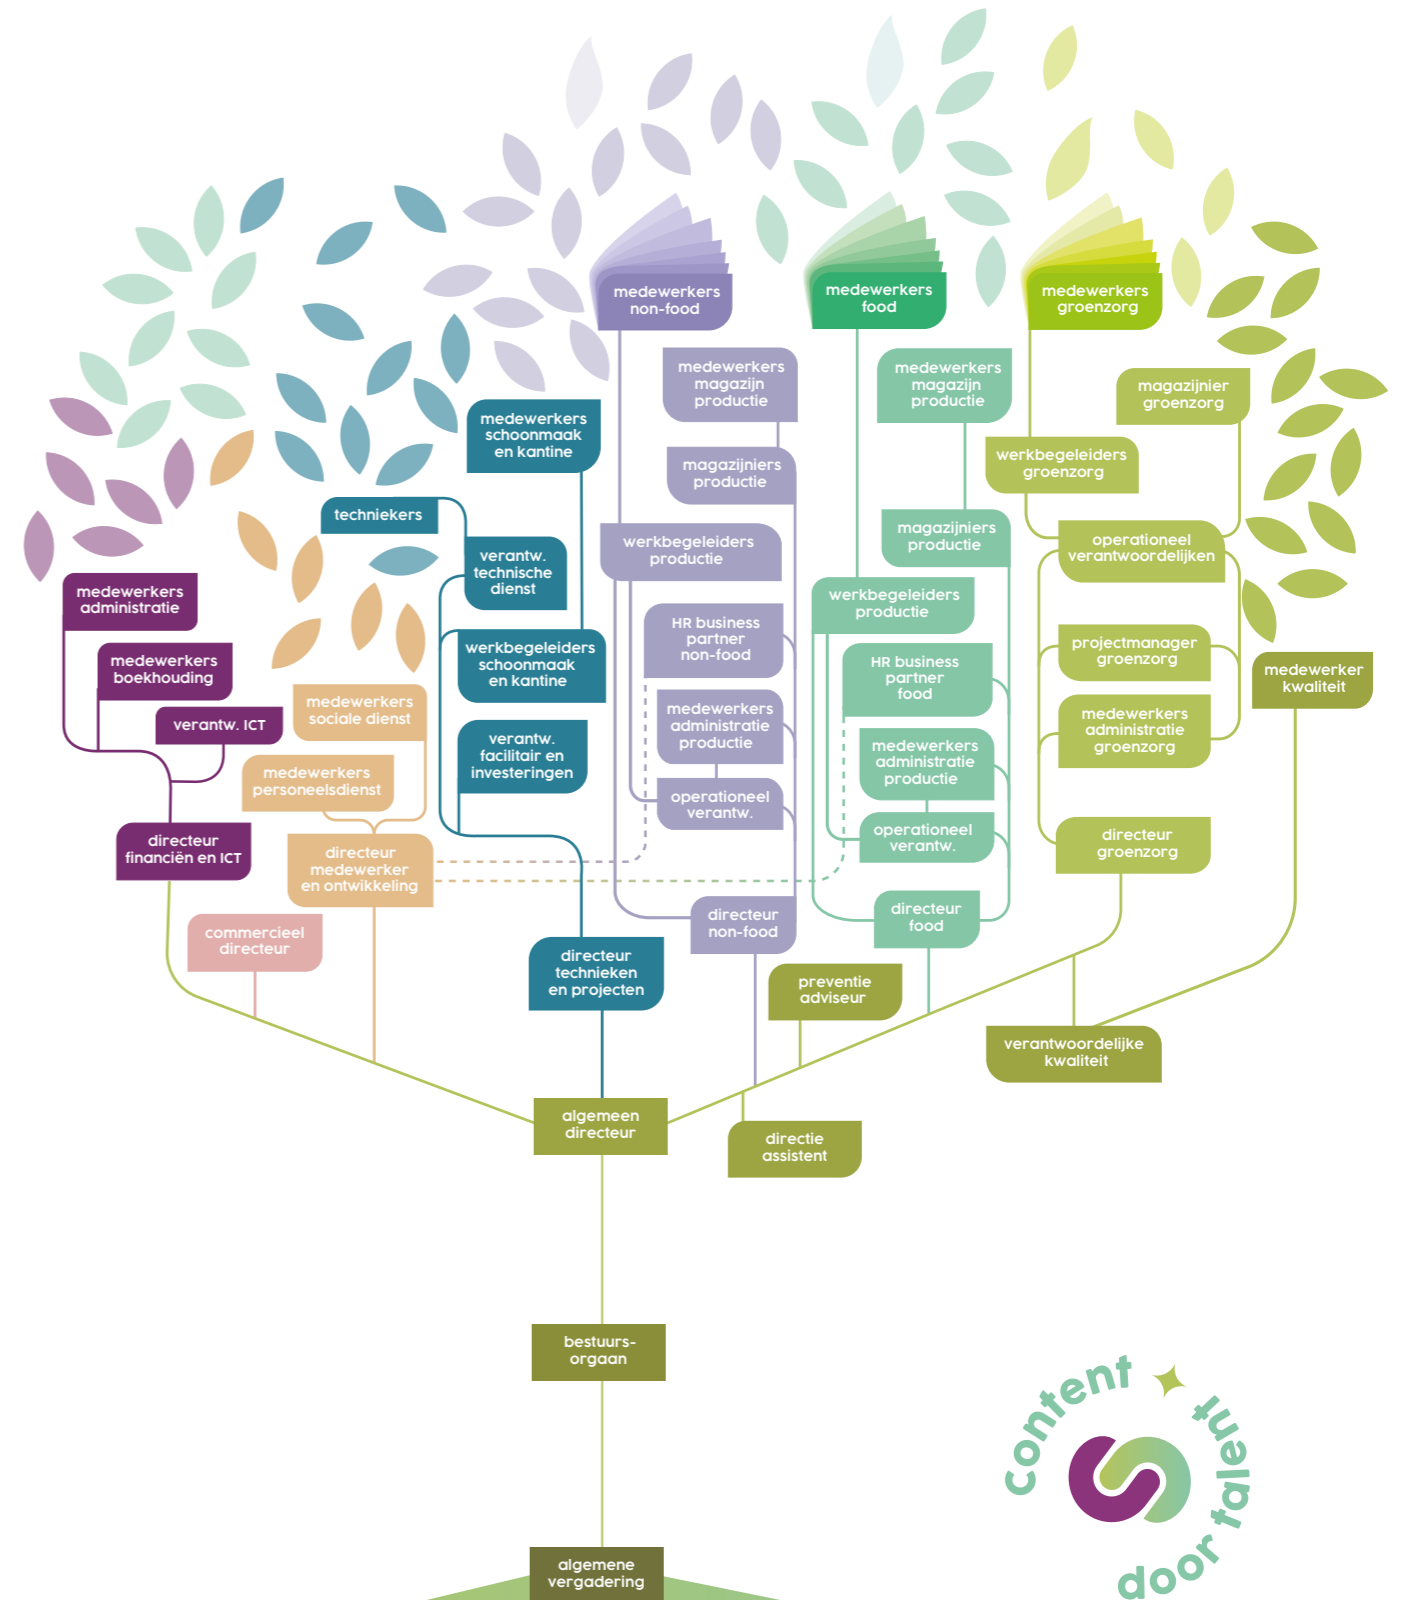 medewerkers
non-food
medewerkers
food
medewerkers
groenzorg
medewerkers
magazijn
productie
medewerkers
magazijn
productie
magazijnier
groenzorg
medewerkers
schoonmaak
en kantine
magazijniers
productie
werkbegeleiders
groenzorg
techniekers
werkbegeleiders
productie
magazijniers
productie
operationeel
verantwoordelijken
verantw.
technische
dienst
medewerkers
administratie
werkbegeleiders
productie
HR business
partner
non-food
projectmanager
groenzorg
medewerkers
boekhouding
werkbegeleiders
schoonmaak
en kantine
HR business
partner
food
medewerker
kwaliteit
verantw. ICT
medewerkers
sociale dienst
medewerkers
administratie
productie
medewerkers
administratie
groenzorg
verantw.
facilitair en
investeringen
medewerkers
administratie
productie
medewerkers
personeelsdienst
operationeel
verantw.
operationeel
verantw.
directeur
groenzorg
directeur
financiën en ICT
directeur
medewerker
en ontwikkeling
commercieel
directeur
directeur
non-food
directeur
food
directeur
technieken
en projecten
preventie
adviseur
verantwoordelijke
kwaliteit
algemeen
directeur
directie
assistent
bestuurs-
orgaan
content
door talent
algemene
vergadering